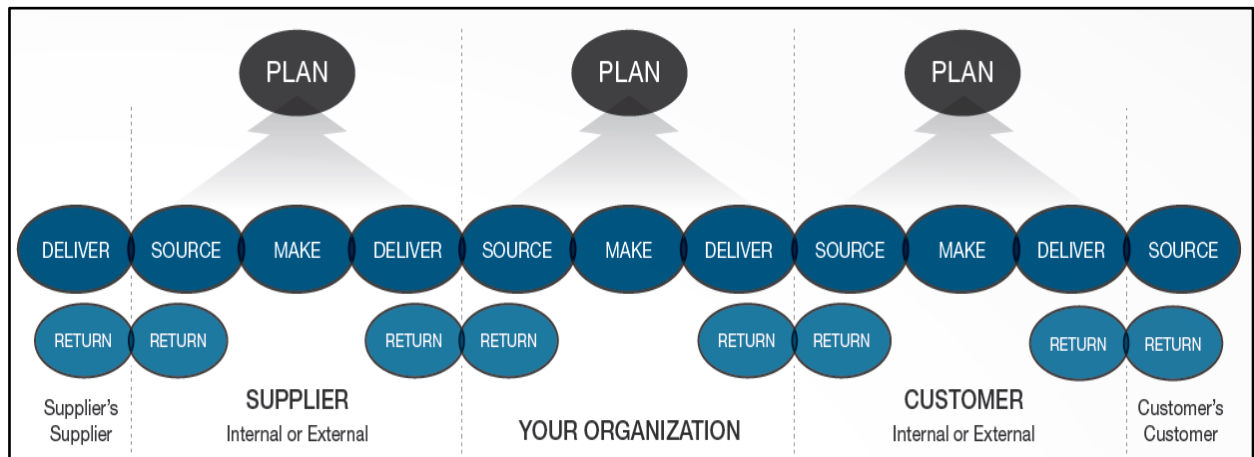 PLAN PLAN PLAN
DELIVER SOURCE MAKE DELIVER SOURCE MAKE DELIVER SOURCE MAKE DELIVER SOURCE
RETURN RETURN RETURN RETURN RETURN RETURN RETURN RETURN
Supplier's
Supplier
SUPPLIER
Internal or External
YOUR ORGANIZATION
CUSTOMER
Internal or External
Customer's
Customer